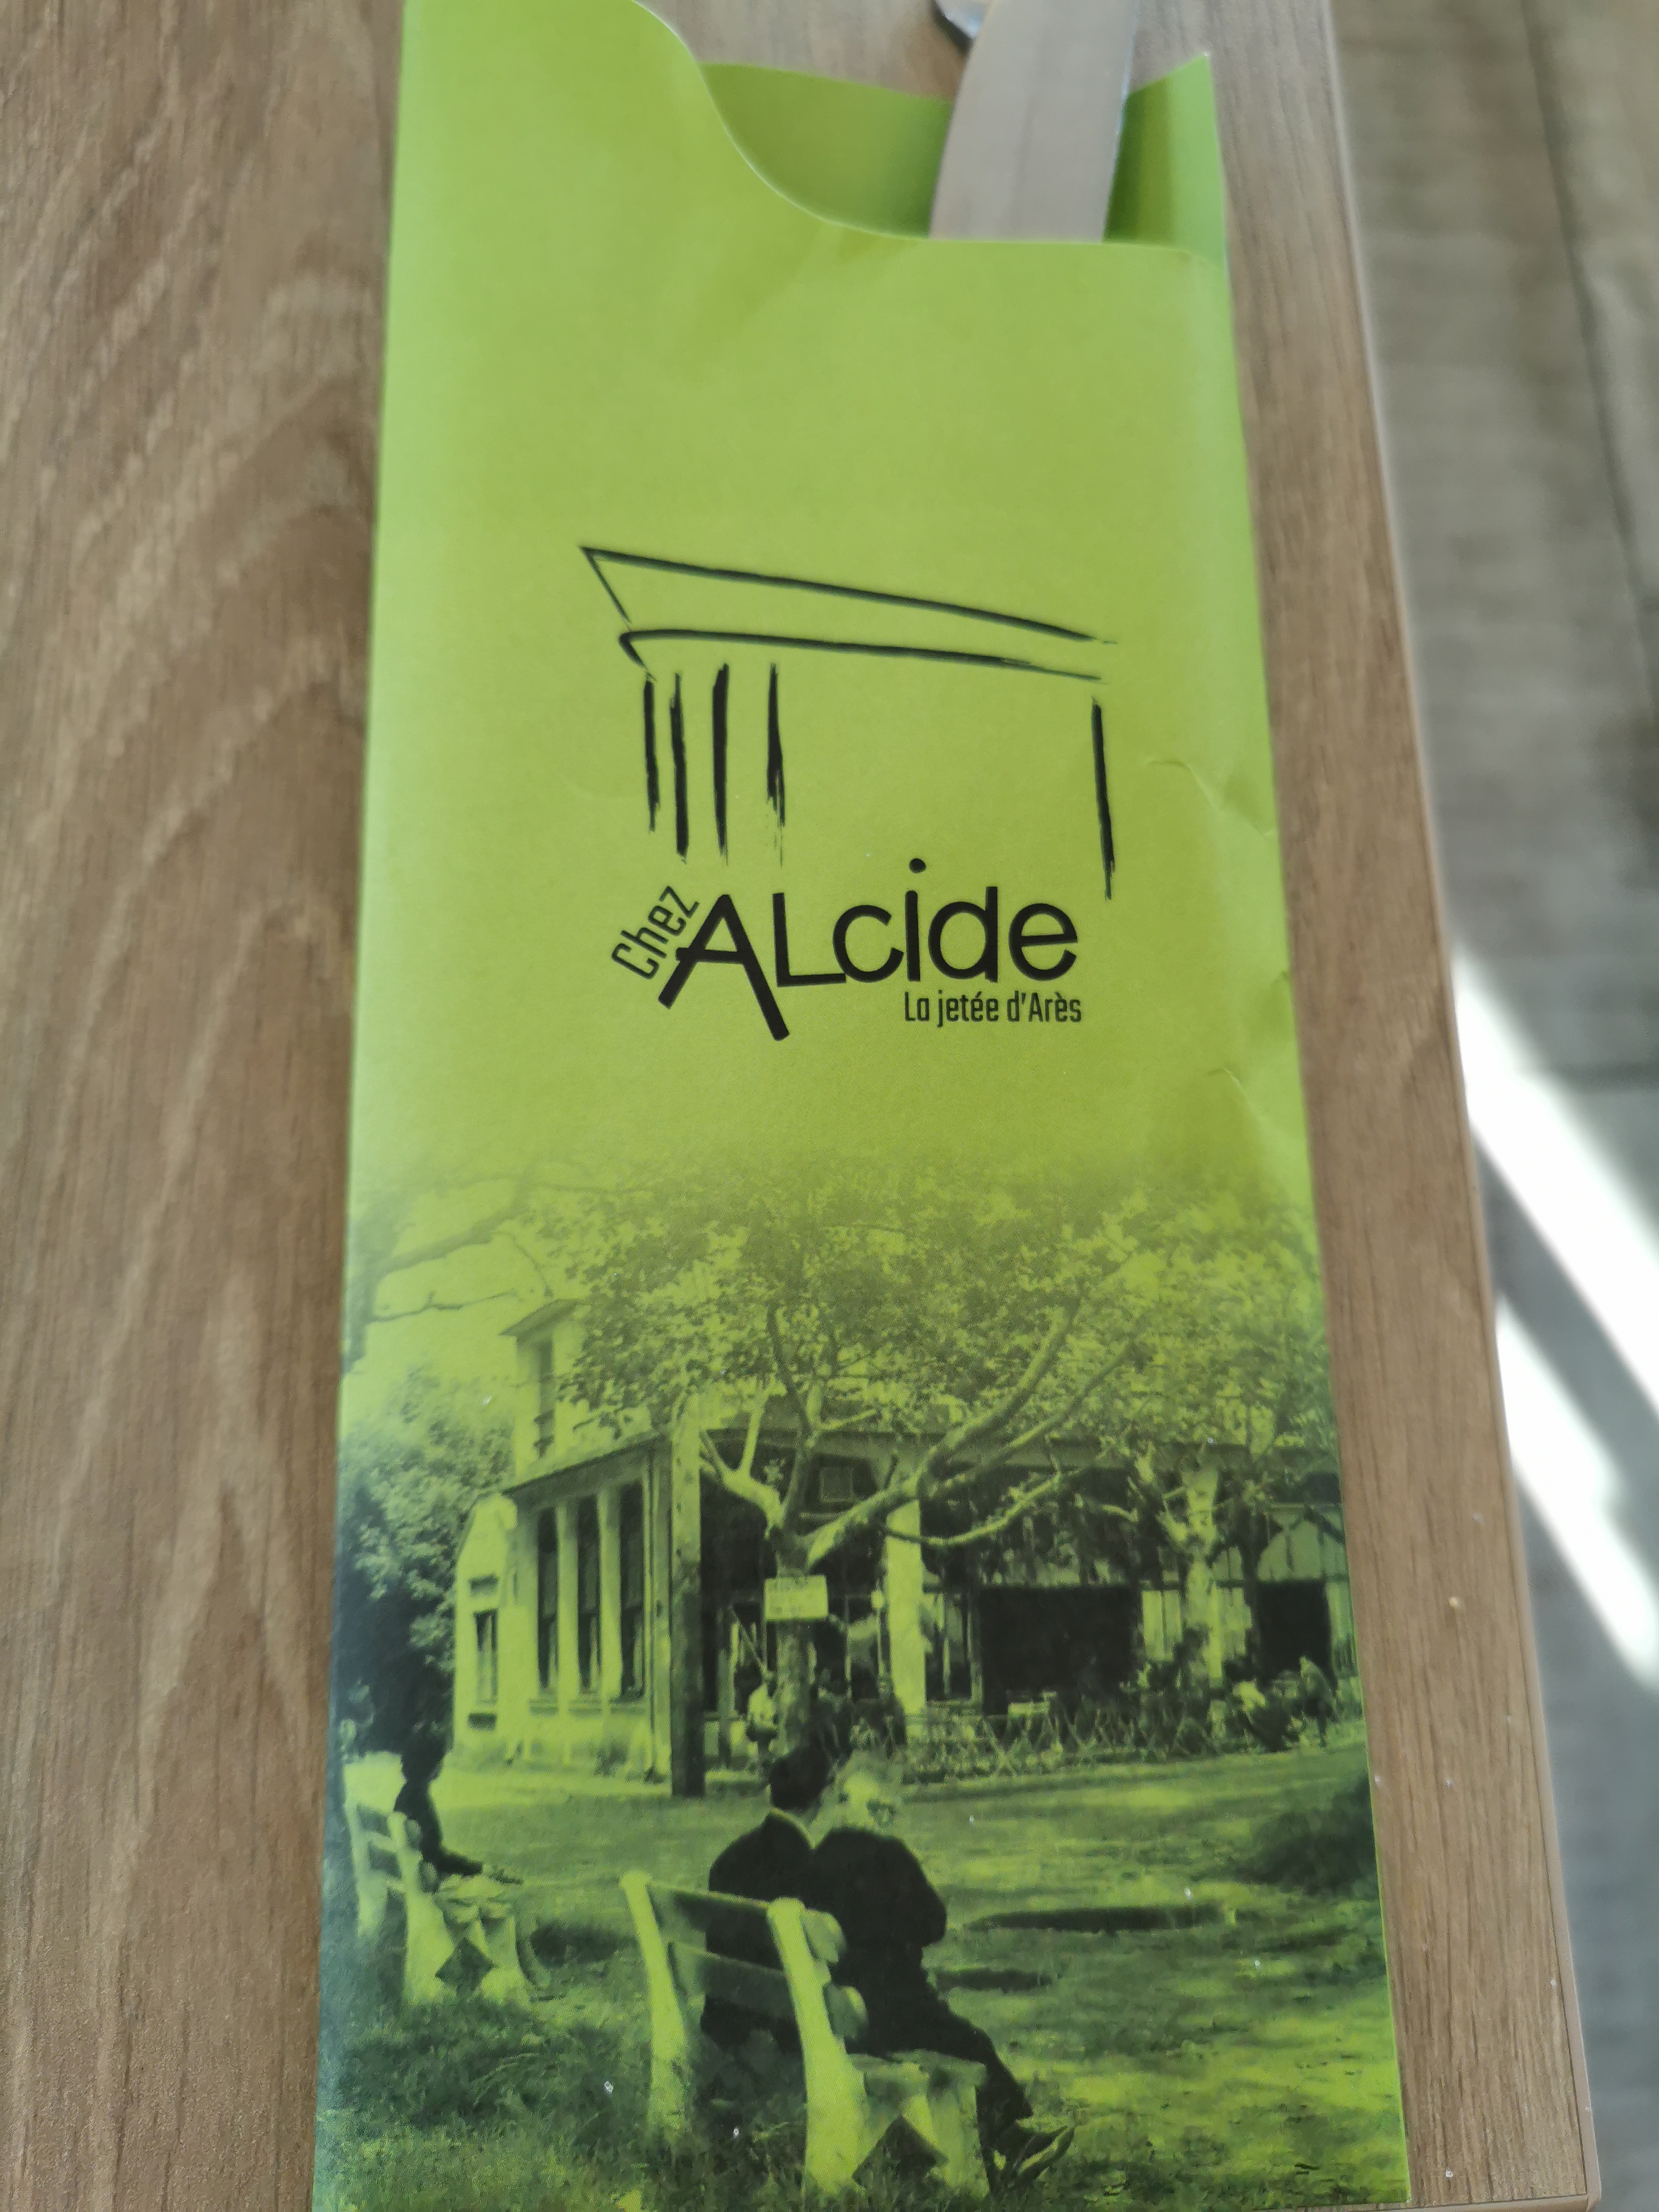 Chez ALcide
La jetée d'Arès